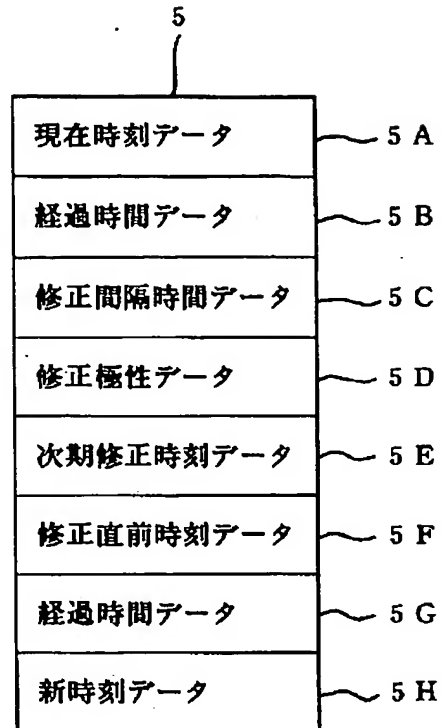 5
現在時刻データ 5 A
経過時間データ 5 B
修正間隔時間データ 5 C
修正極性データ 5 D
次期修正時刻データ 5 E
修正直前時刻データ 5 F
経過時間データ 5 G
新時刻データ 5 H